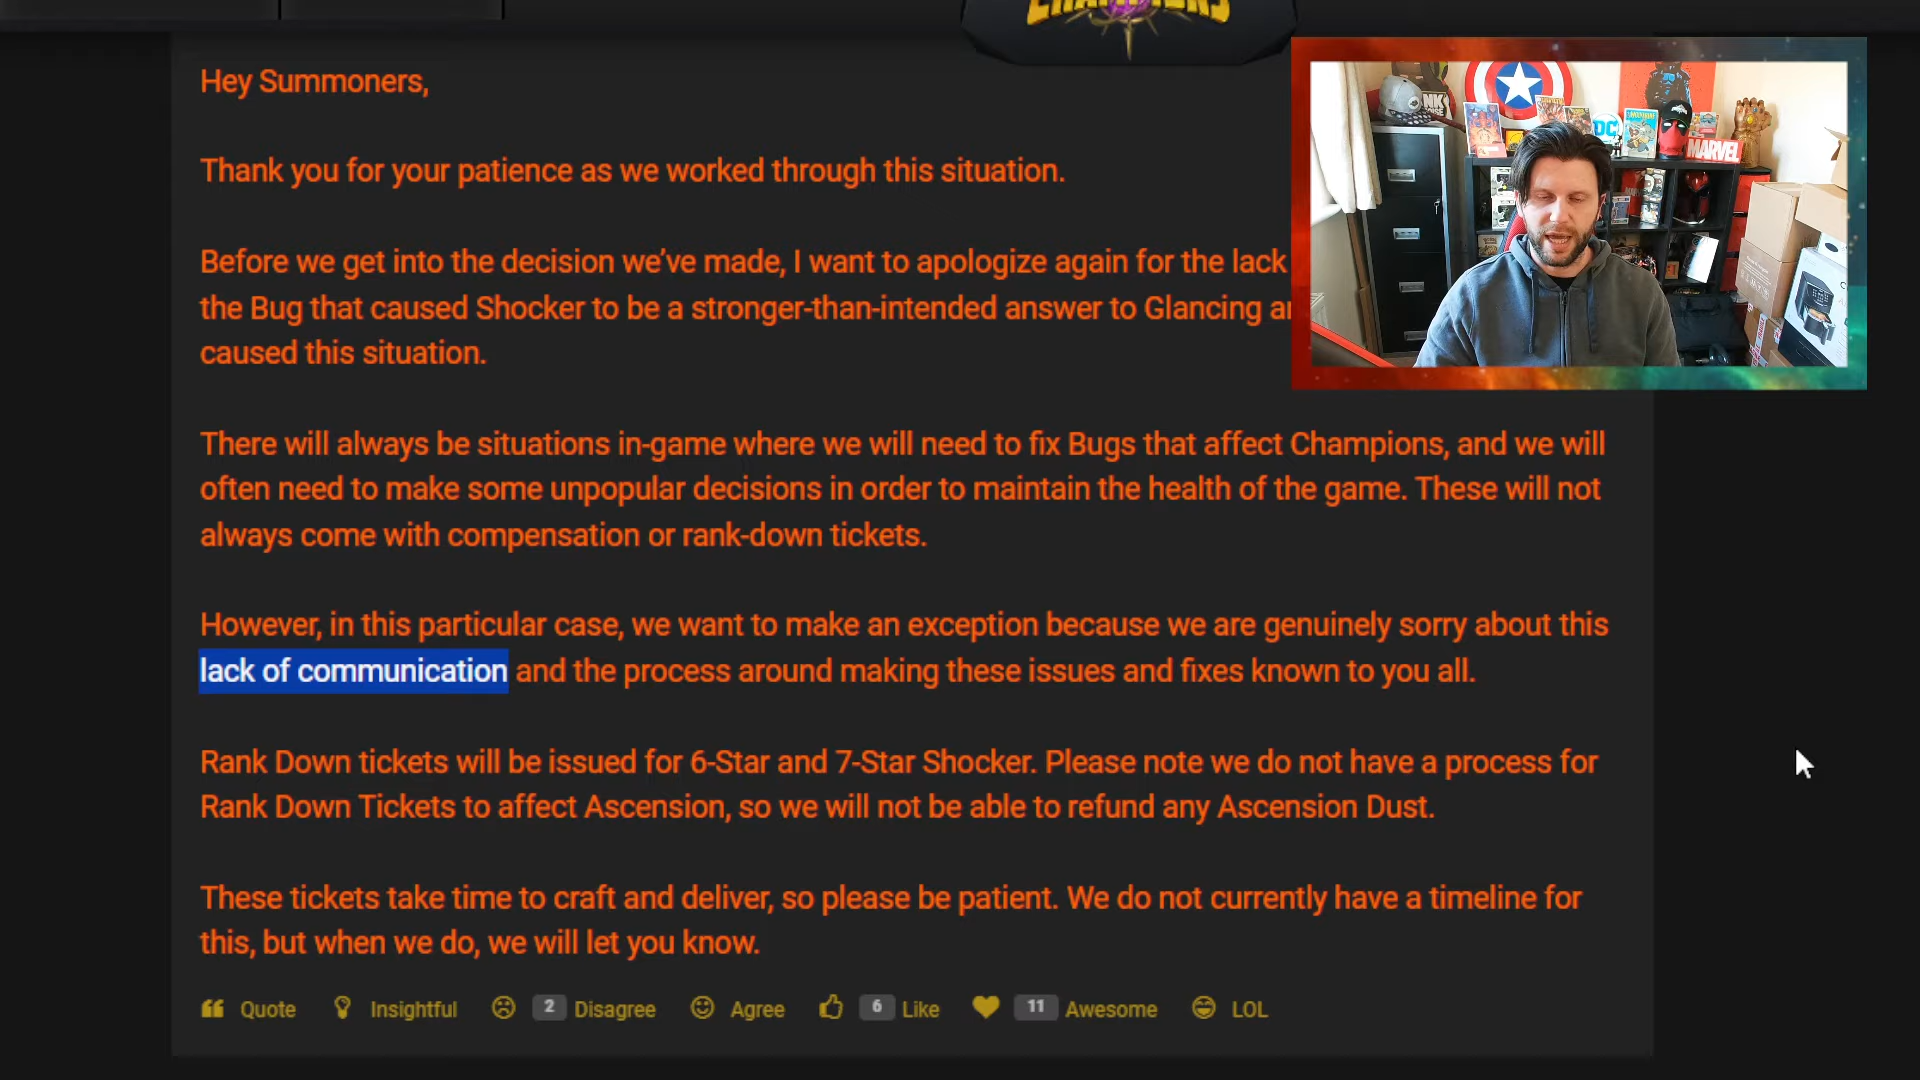 CHAMPIONS
Hey Summoners,
Thank you for your patience as we worked through this situation.
Before we get into the decision we've made, I want to apologize again for the lack
the Bug that caused Shocker to be a stronger-than-intended answer to Glancing
caused this situation.
There will always be situations in-game where we will need to fix Bugs that affect Champions, and we will
often need to make some unpopular decisions in order to maintain the health of the game. These will not
always come with compensation or rank-down tickets.
However, in this particular case, we want to make an exception because we are genuinely sorry about this
lack of communication and the process around making these issues and fixes known to you all.
Rank Down tickets will be issued for 6-Star and 7-Star Shocker. Please note we do not have a process for
Rank Down Tickets to affect Ascension, so we will not be able to refund any Ascension Dust.
These tickets take time to craft and deliver, so please be patient. We do not currently have a timeline for
this, but when we do, we will let you know.
Quote Insightful 2 Disagree Agree 6 Like 11 Awesome LOL
DC
MARVEL